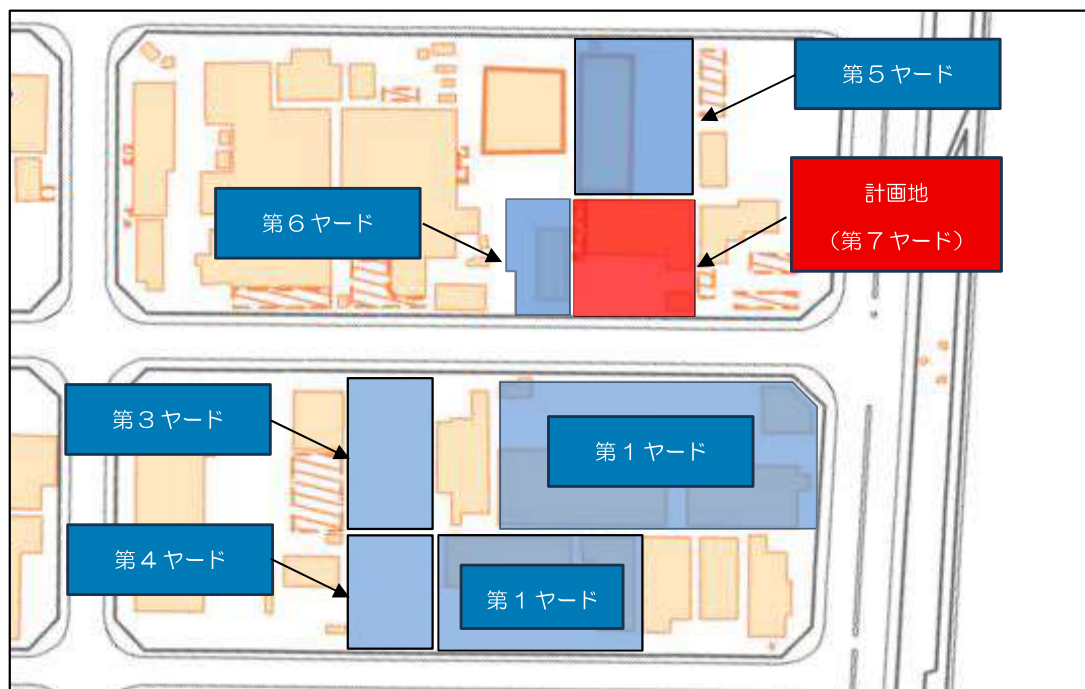 第５ヤード
計画地
（第７ヤード）
第６ヤード
第３ヤード
第１ヤード
第４ヤード
第１ヤード